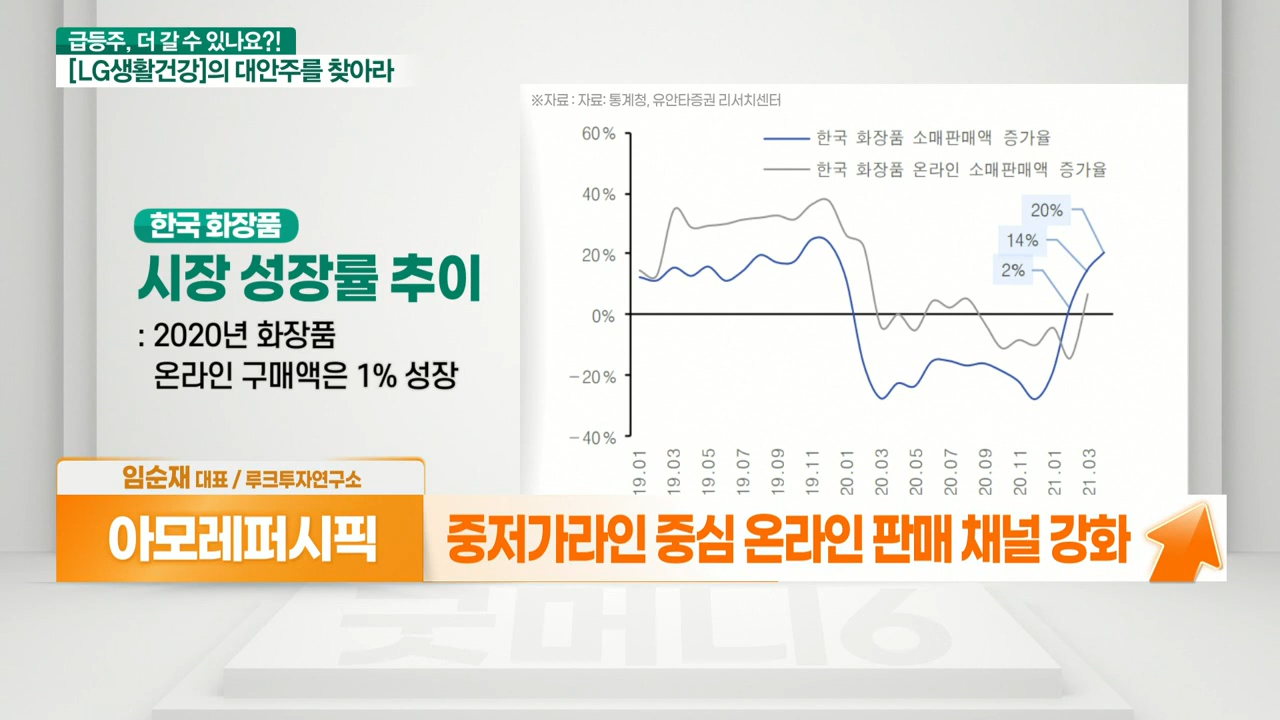 급등주, 더 갈 수 있나요?!
[LG생활건강]의 대안주를 찾아라
※자료 : 자료: 통계청, 유안타증권 리서치센터
한국 화장품
시장 성장률 추이
: 2020년 화장품
온라인 구매액은 1% 성장
한국 화장품 소매판매액 증가율
한국 화장품 온라인 소매판매액 증가율
60%
40%
20%
0%
-20%
-40%
20%
14%
2%
19.01
19.03
19.05
19.07
19.09
19.11
20.01
20.03
20.05
20.07
20.09
20.11
21.01
21.03
임순재 대표 / 루크투자연구소
아모레퍼시픽
중저가라인 중심 온라인 판매 채널 강화
굿머니6